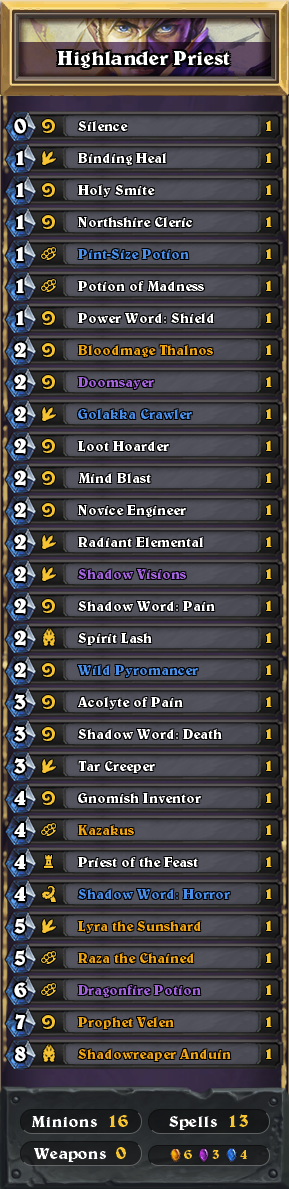 Highlander Priest
0 Silence 1
1 Binding Heal 1
1 Holy Smite 1
1 Northshire Cleric 1
1 Pint-Size Potion 1
1 Potion of Madness 1
1 Power Word: Shield 1
2 Bloodmage Thalnos 1
2 Doomsayer 1
2 Golakka Crawler 1
2 Loot Hoarder 1
2 Mind Blast 1
2 Novice Engineer 1
2 Radiant Elemental 1
2 Shadow Visions 1
2 Shadow Word: Pain 1
2 Spirit Lash 1
2 Wild Pyromancer 1
3 Acolyte of Pain 1
3 Shadow Word: Death 1
3 Tar Creeper 1
4 Gnomish Inventor 1
4 Kazakus 1
4 Priest of the Feast 1
4 Shadow Word: Horror 1
5 Lyra the Sunshard 1
5 Raza the Chained 1
6 Dragonfire Potion 1
7 Prophet Velen 1
8 Shadowreaper Anduin 1
Minions 16 Spells 13
Weapons 0 6 3 4